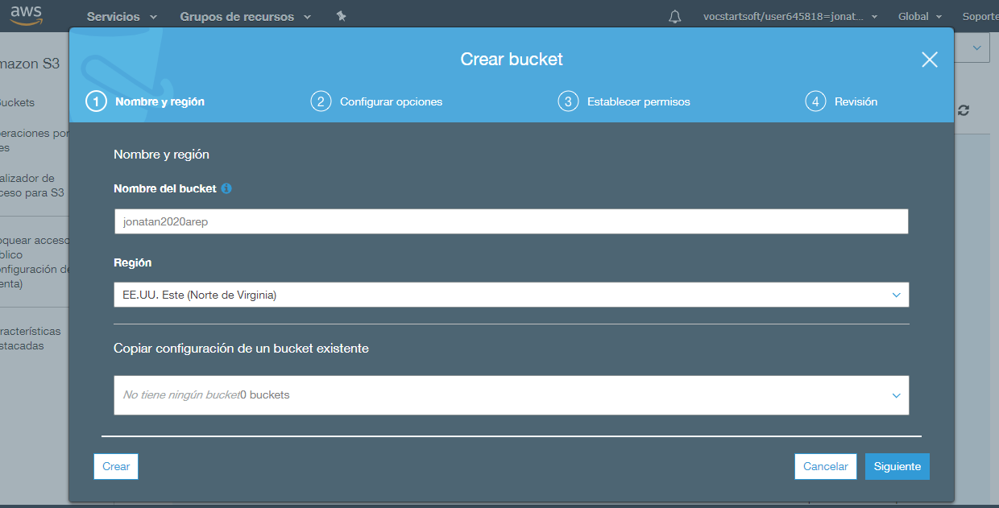 aws Servicios Grupos de recursos vocstartsoft/user645818=jonat... Global Soporte
Crear bucket
1 Nombre y región 2 Configurar opciones 3 Establecer permisos 4 Revisión
mazon S3
uckets
eraciones por
es
alizador de
ceso para S3
oquear acceso
blico
onfiguración de
enta)
racterísticas
stacadas
Nombre y región
Nombre del bucket
jonatan2020arep
Región
EE.UU. Este (Norte de Virginia)
Copiar configuración de un bucket existente
No tiene ningún bucket0 buckets
Crear Cancelar Siguiente